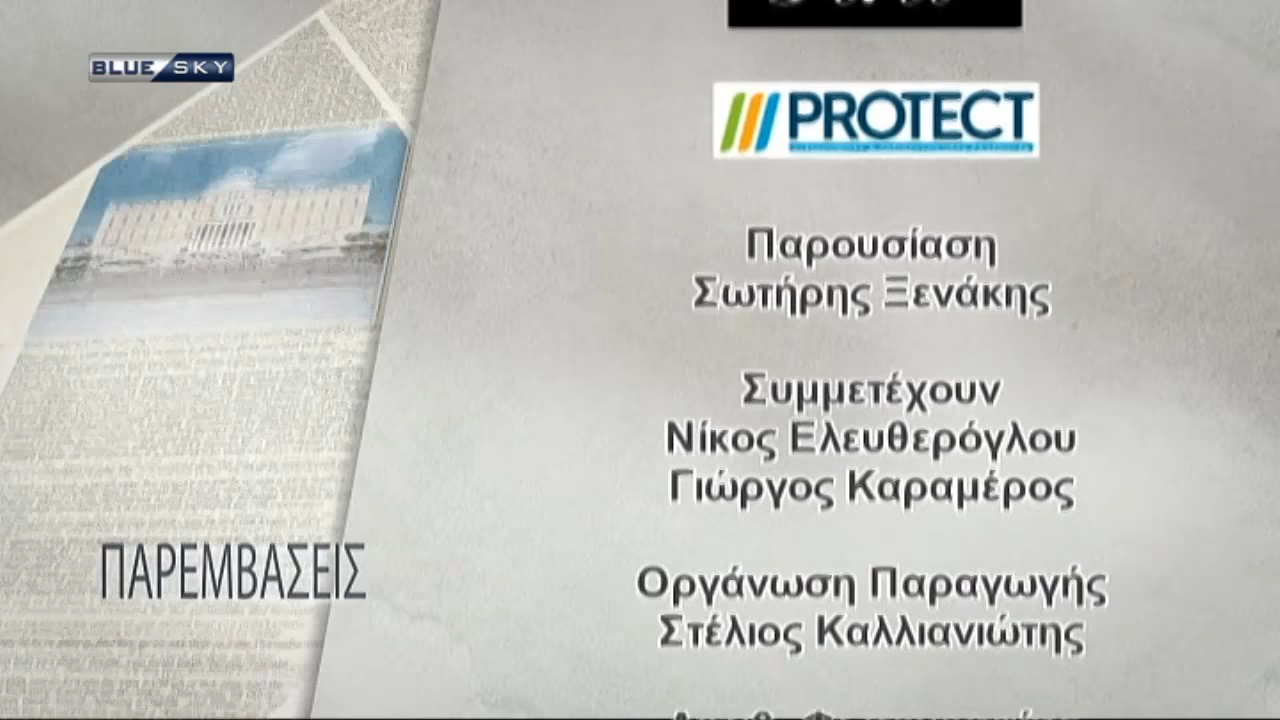 BLUE SKY
PROTECT
Παρουσίαση
Σωτήρης Ξενάκης
Συμμετέχουν
Νίκος Ελευθερόγλου
Γιώργος Καραμέρος
ΠΑΡΕΜΒΑΣΕΙΣ
Οργάνωση Παραγωγής
Στέλιος Καλλιανιώτης